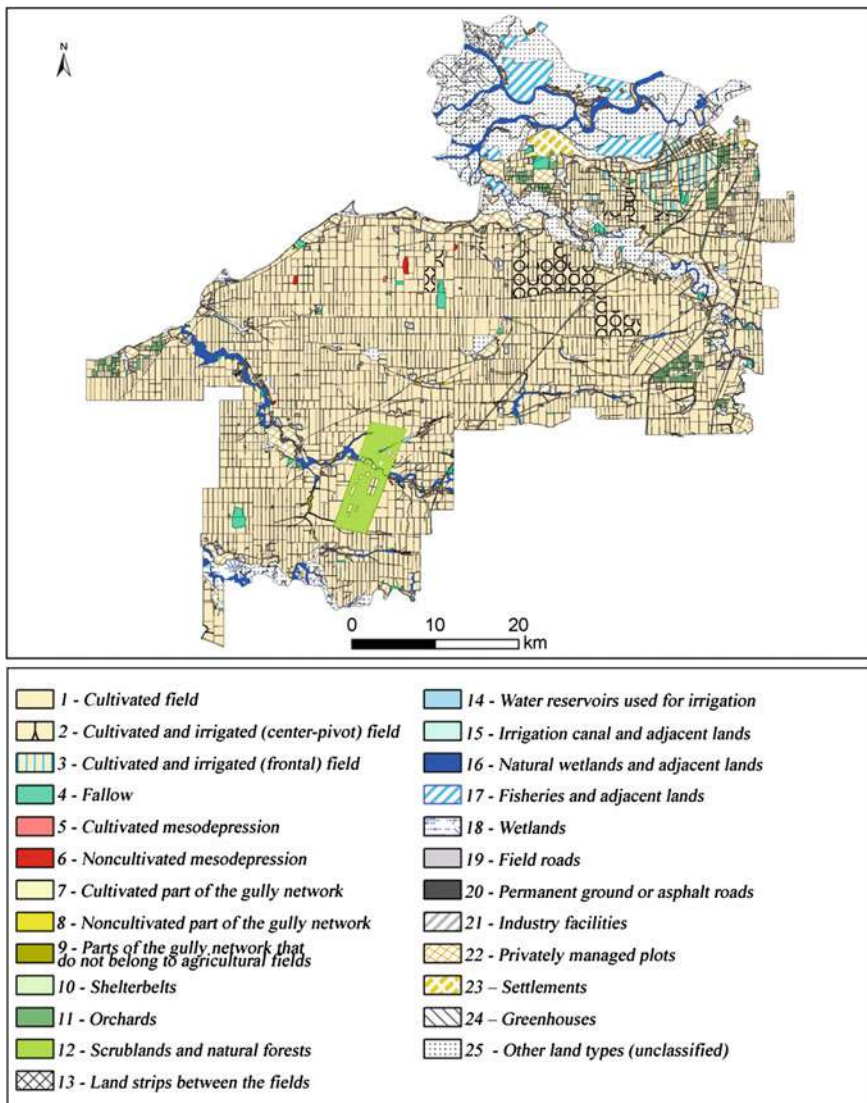 N
0 10 20
km
1 - Cultivated field
2 - Cultivated and irrigated (center-pivot) field
3 - Cultivated and irrigated (frontal) field
4 - Fallow
5 - Cultivated mesodepression
6 - Noncultivated mesodepression
7 - Cultivated part of the gully network
8 - Noncultivated part of the gully network
9 - Parts of the gully network that
do not belong to agricultural fields
10 - Shelterbelts
11 - Orchards
12 - Scrublands and natural forests
13 - Land strips between the fields
14 - Water reservoirs used for irrigation
15 - Irrigation canal and adjacent lands
16 - Natural wetlands and adjacent lands
17 - Fisheries and adjacent lands
18 - Wetlands
19 - Field roads
20 - Permanent ground or asphalt roads
21 - Industry facilities
22 - Privately managed plots
23 – Settlements
24 – Greenhouses
25 - Other land types (unclassified)